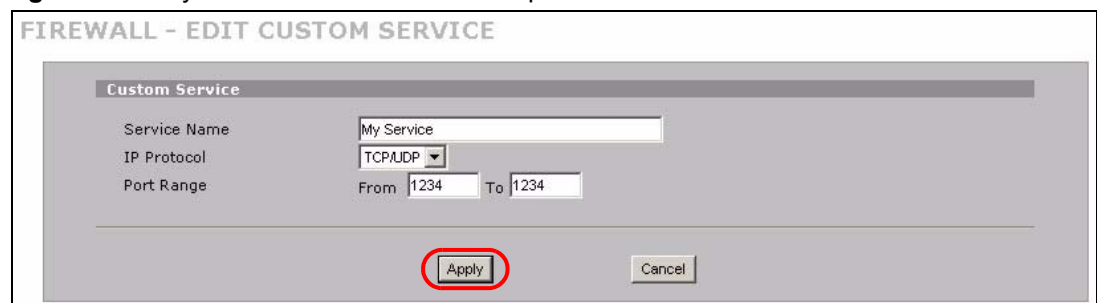 FIREWALL - EDIT CUSTOM SERVICE
Custom Service
Service Name My Service
IP Protocol TCP/UDP
Port Range From 1234 To 1234
Apply Cancel